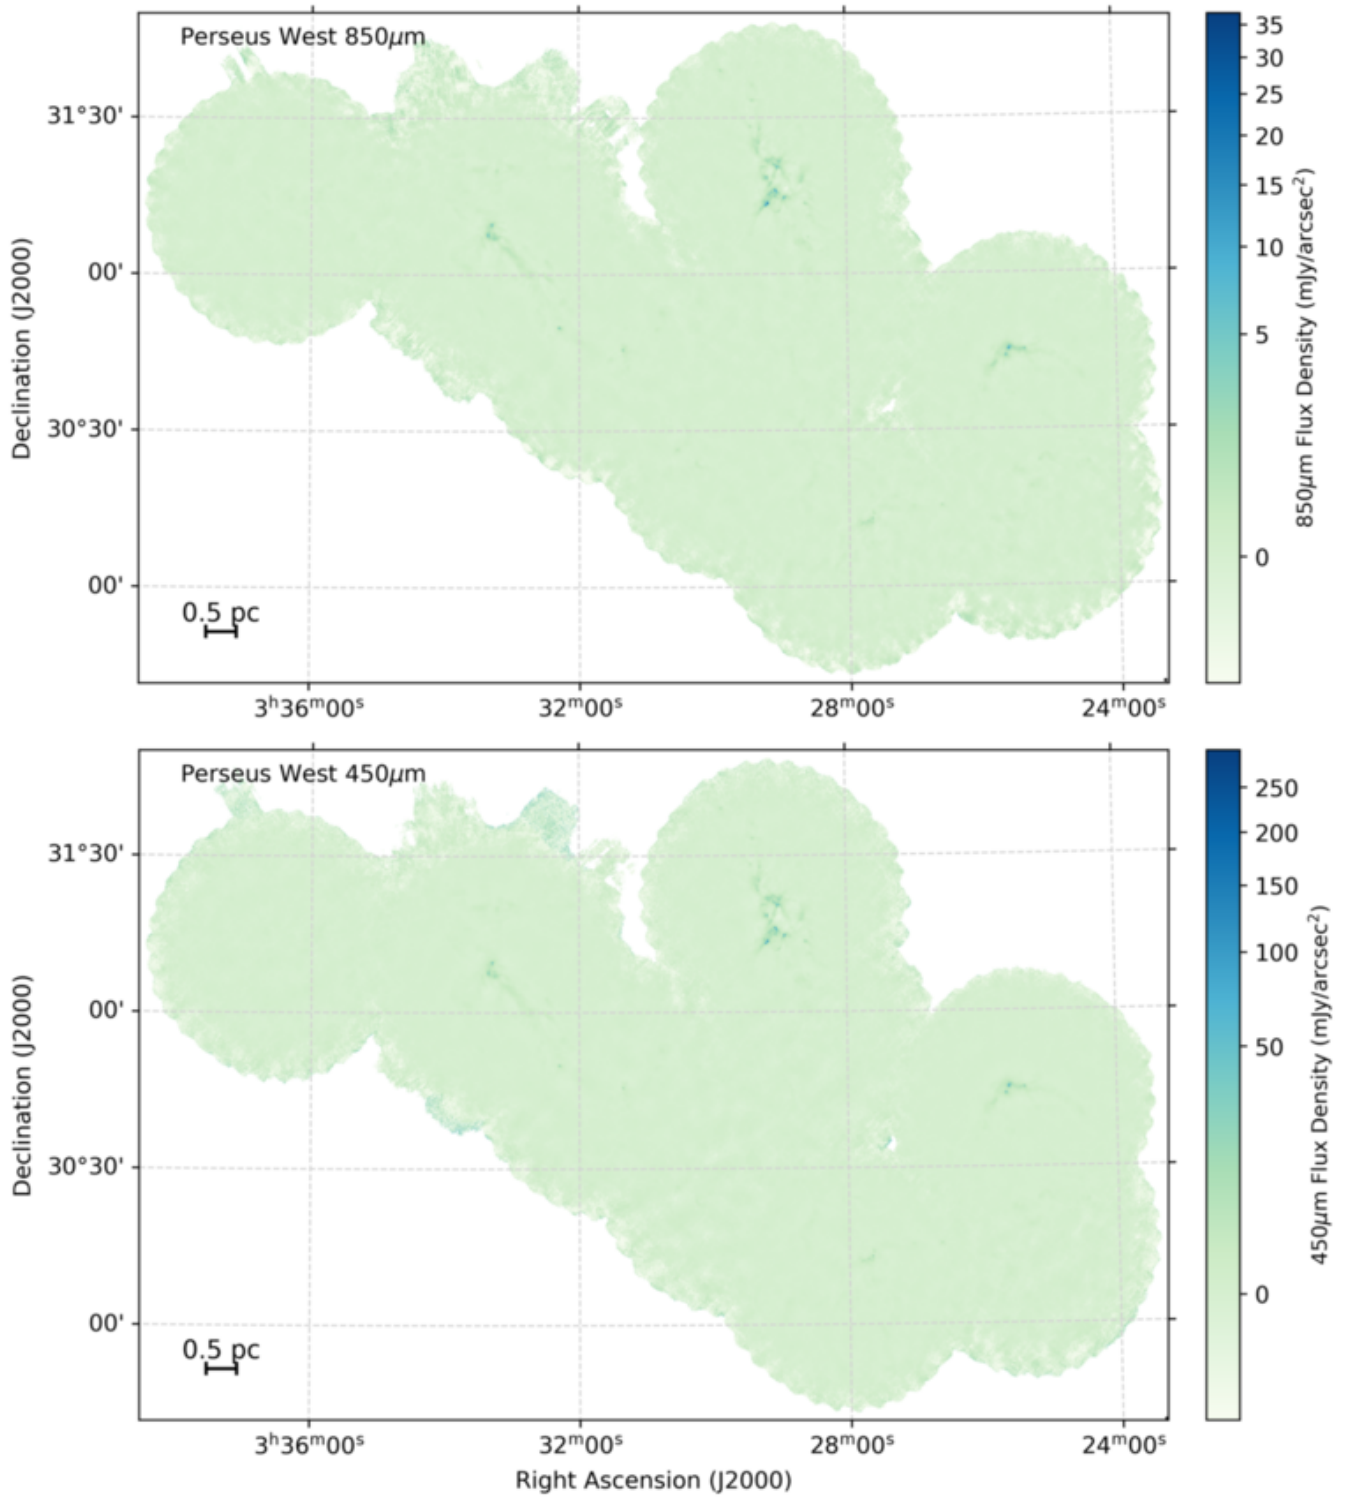 Perseus West 850μm
31°30'
00'
30°30'
00'
Declination (J2000)
0.5 pc
3ʰ36ᵐ00ˢ 32ᵐ00ˢ 28ᵐ00ˢ 24ᵐ00ˢ
35
30
25
20
15
10
5
0
850μm Flux Density (mJy/arcsec²)
Perseus West 450μm
31°30'
00'
30°30'
00'
Declination (J2000)
0.5 pc
3ʰ36ᵐ00ˢ 32ᵐ00ˢ 28ᵐ00ˢ 24ᵐ00ˢ
Right Ascension (J2000)
250
200
150
100
50
0
450μm Flux Density (mJy/arcsec²)